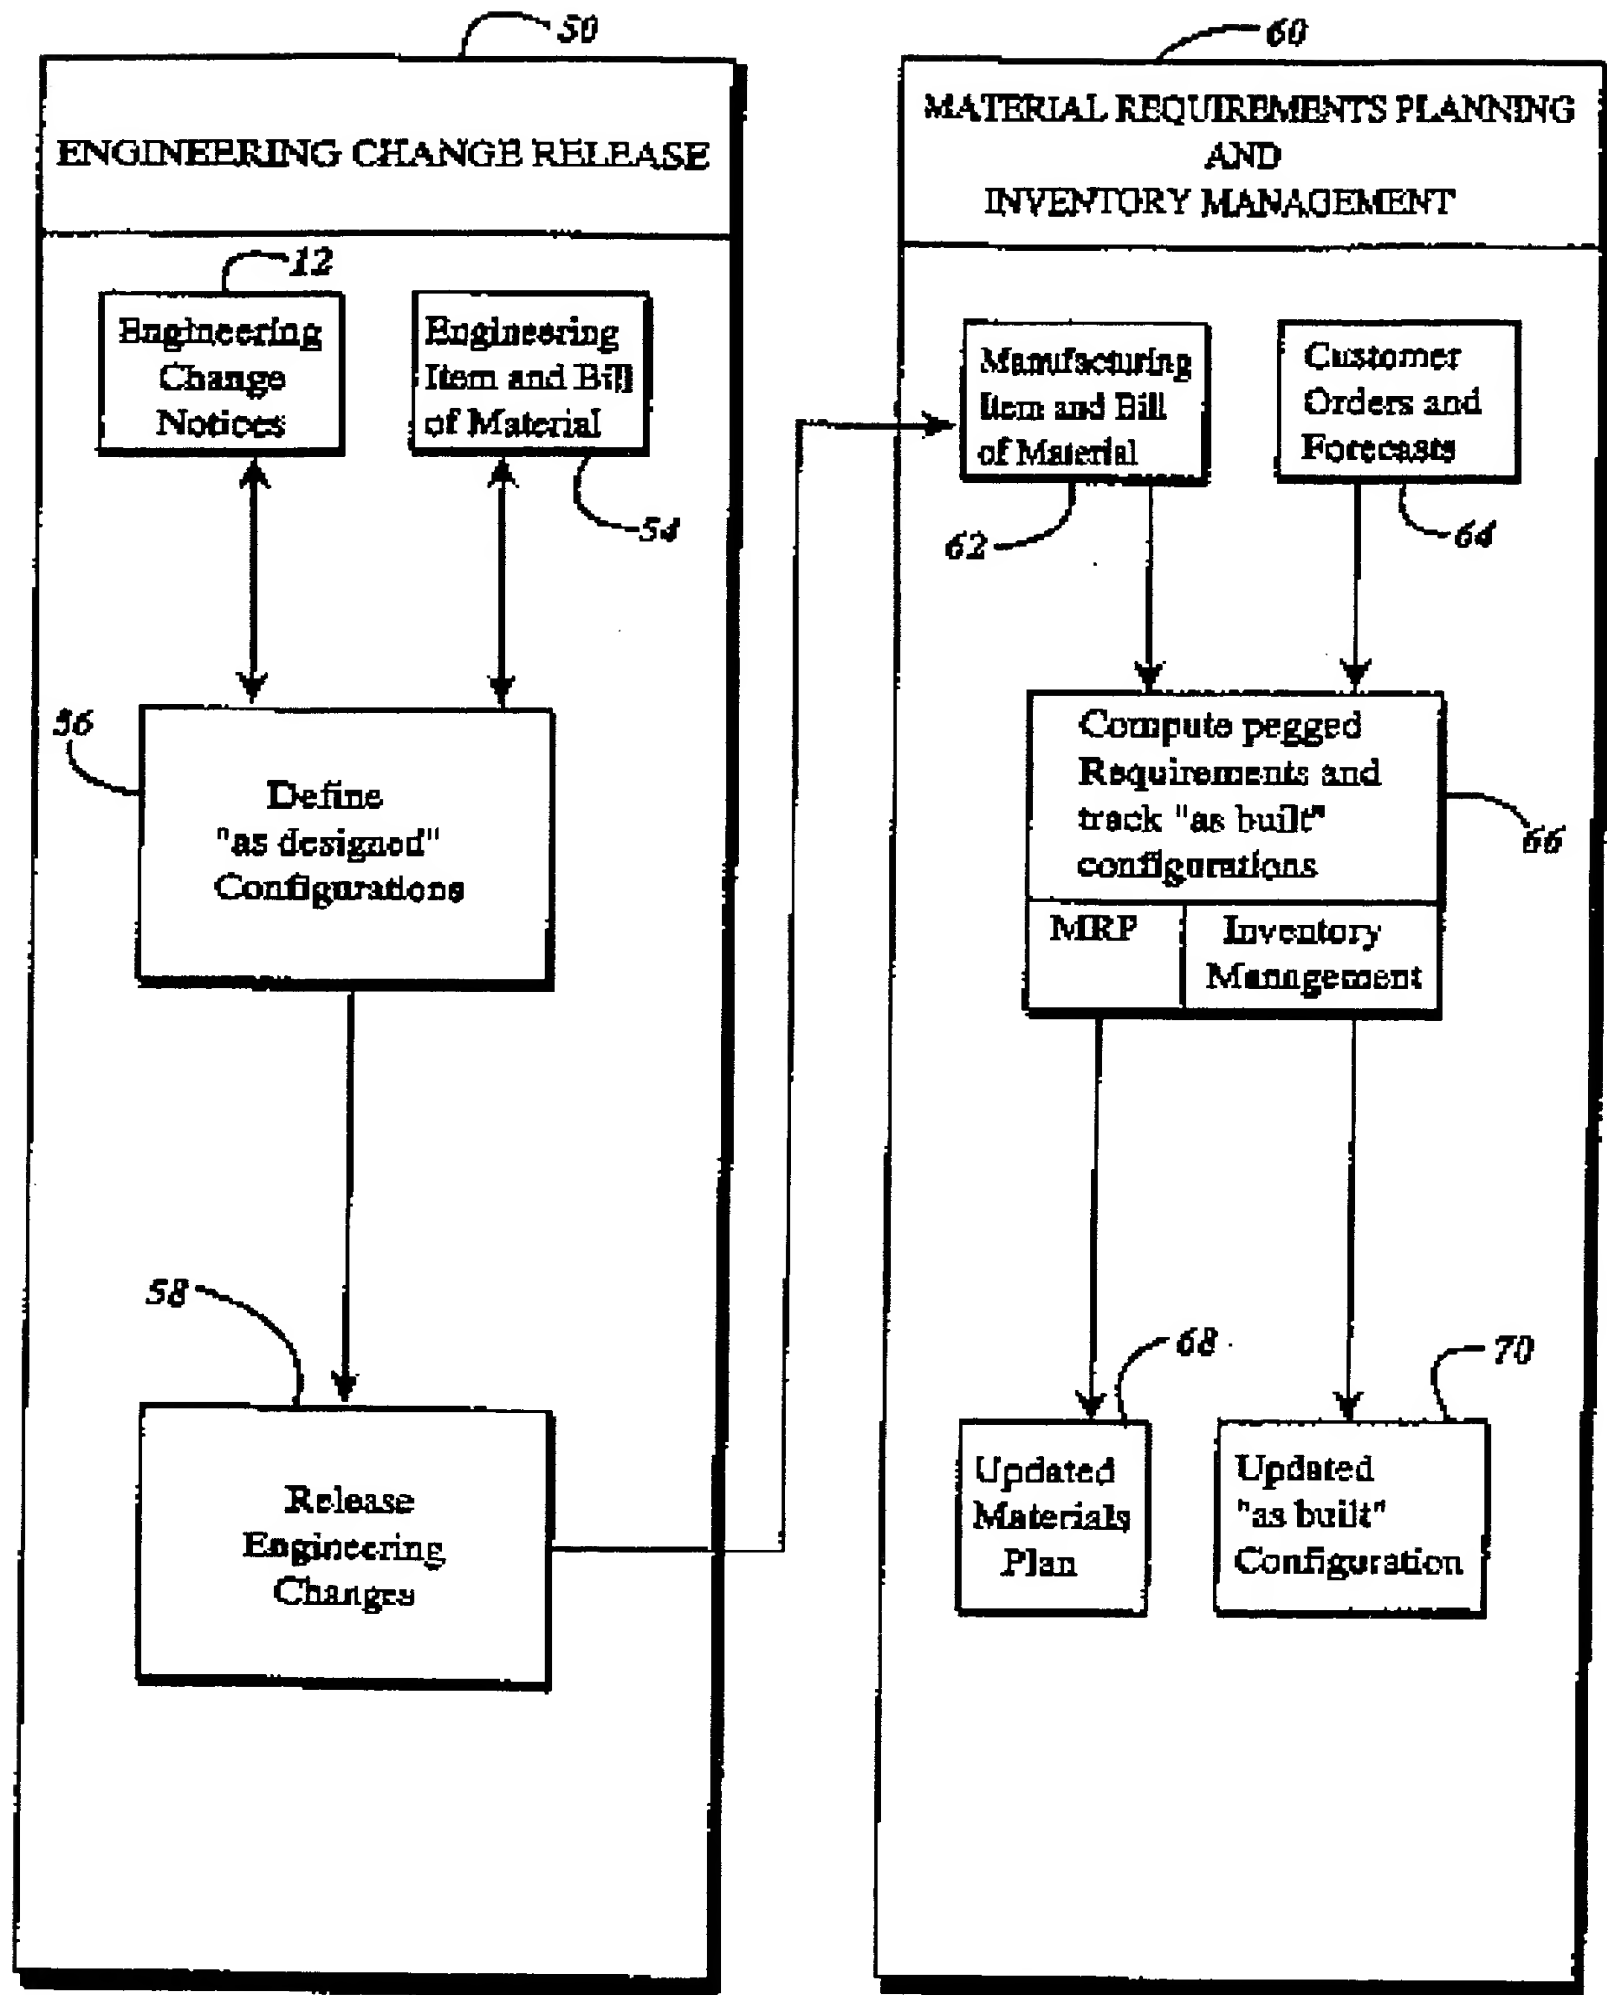 50
ENGINEERING CHANGE RELEASE
12
Engineering
Change
Notices
Engineering
Item and Bill
of Material
54
56
Define
"as designed"
Configurations
58
Release
Engineering
Changes
60
MATERIAL REQUIREMENTS PLANNING
AND
INVENTORY MANAGEMENT
Manufacturing
Item and Bill
of Material
62
Customer
Orders and
Forecasts
64
Compute pegged
Requirements and
track "as built"
configurations
66
MRP
Inventory
Management
68
Updated
Materials
Plan
70
Updated
"as built"
Configuration